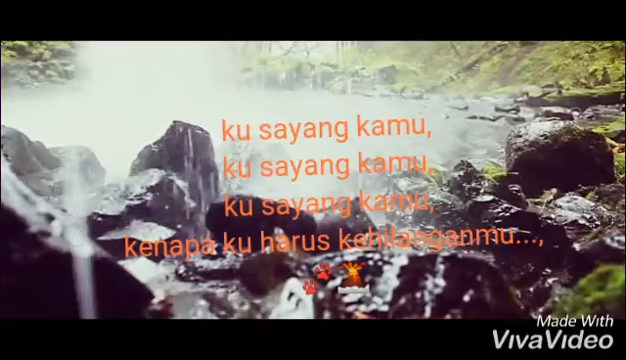 ku sayang kamu,
ku sayang kamu,
ku sayang kamu,
kenapa ku harus kehilanganmu...,
Made With
VivaVideo